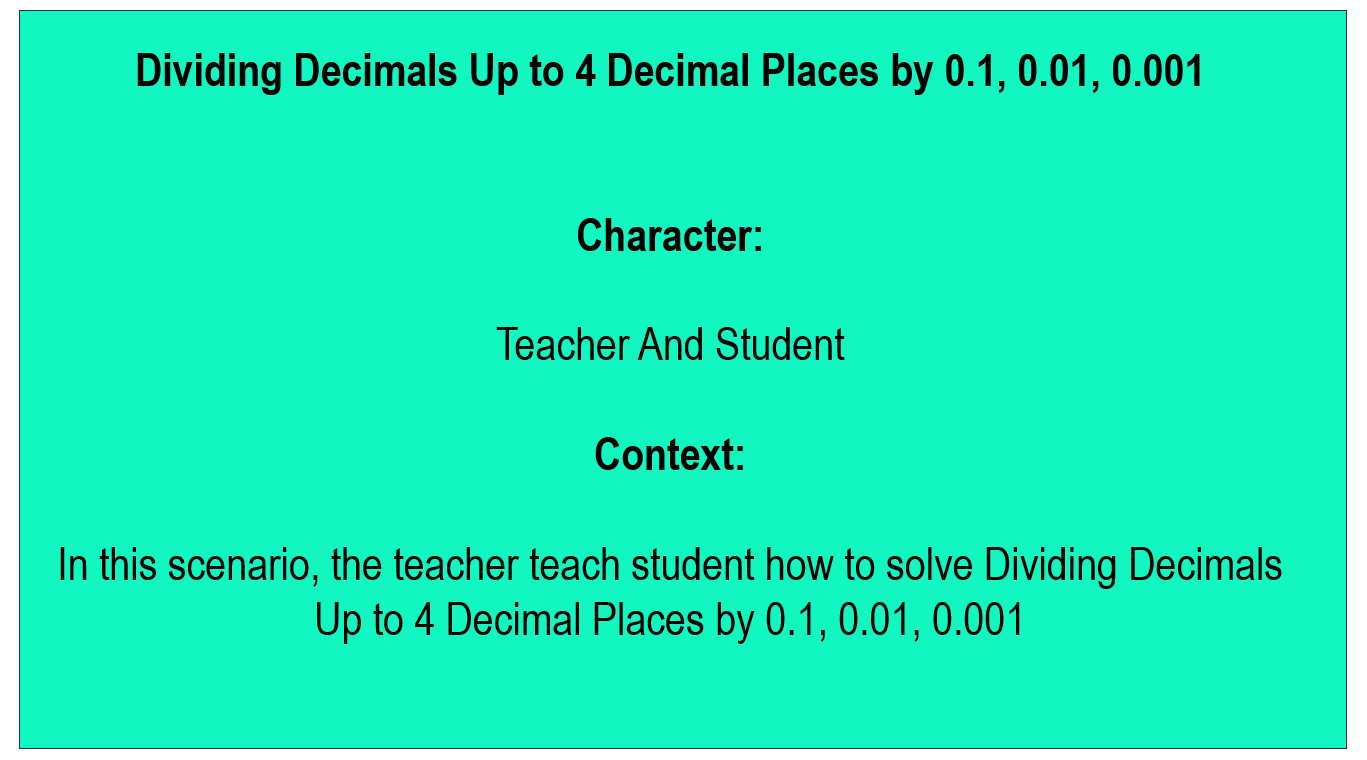 Dividing Decimals Up to 4 Decimal Places by 0.1, 0.01, 0.001
Character:
Teacher And Student
Context:
In this scenario, the teacher teach student how to solve Dividing Decimals
Up to 4 Decimal Places by 0.1, 0.01, 0.001